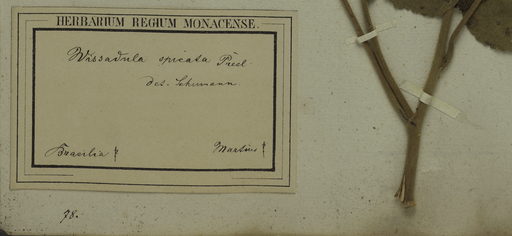 HERBARIUM REGIUM MONACENSE.
Wissadula spicata Presl
det. Schumann.
Brasilia Martius
78.